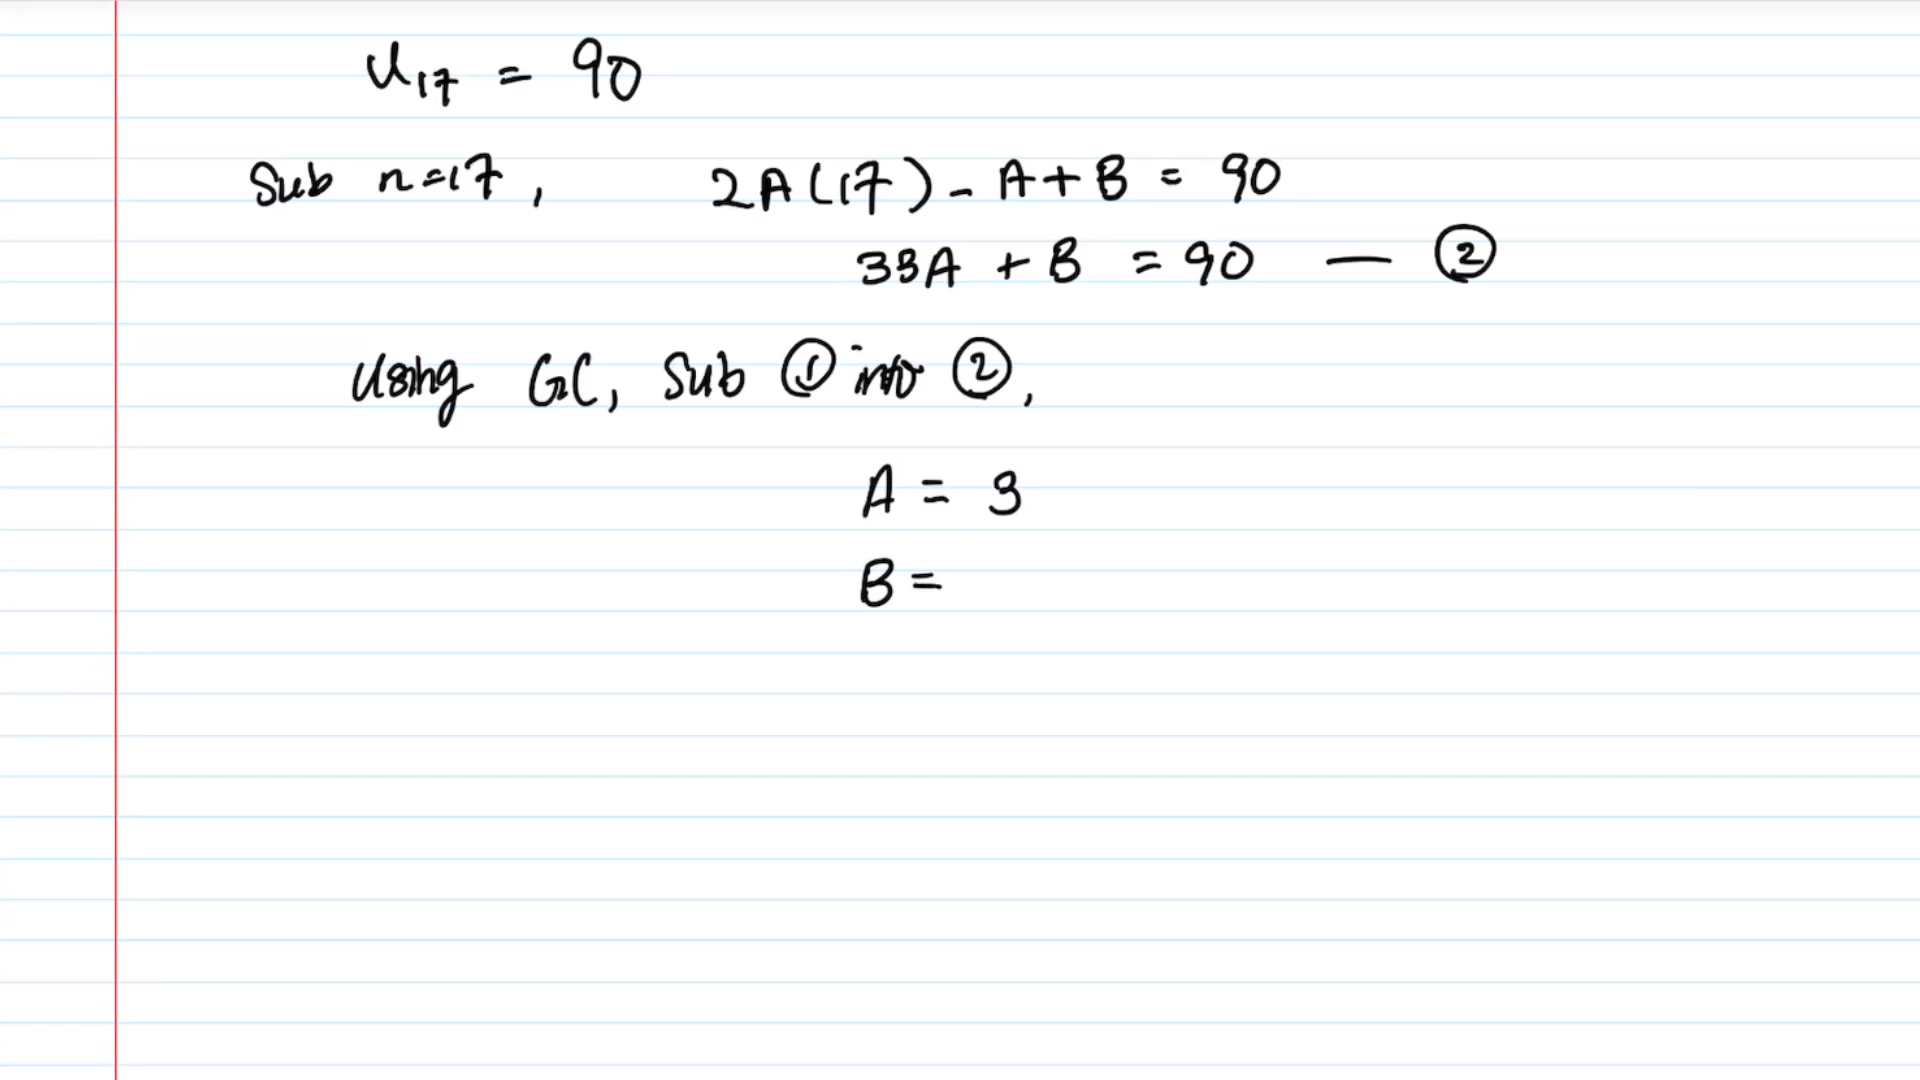 U₁₇ = 90
Sub n=17, 2A(17) - A + B = 90
33A + B = 90 — ②
Using GC, Sub ① into ②,
A = 3
B =